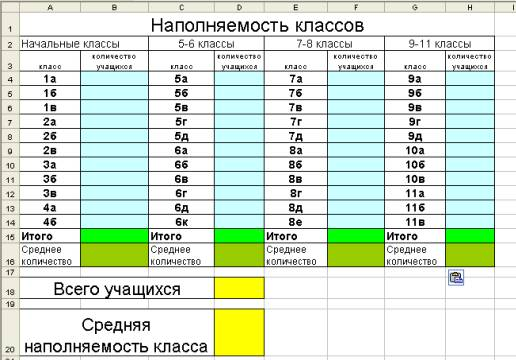 A B C D E F G H I
1 Наполняемость классов
2 Начальные классы 5-6 классы 7-8 классы 9-11 классы
3 класс количество учащихся класс количество учащихся класс количество учащихся класс количество учащихся
4 1а 5а 7а 9а
5 1б 5б 7б 9б
6 1в 5в 7в 9в
7 2а 5г 7г 9г
8 2б 5д 7д 9д
9 2в 6а 8а 10а
10 3а 6б 8б 10б
11 3б 6в 8в 10в
12 3в 6г 8г 11а
13 4а 6д 8д 11б
14 4б 6к 8е 11в
15 Итого Итого Итого Итого
16 Среднее количество Среднее количество Среднее количество Среднее количество
17
18 Всего учащихся
19
20 Средняя наполняемость класса